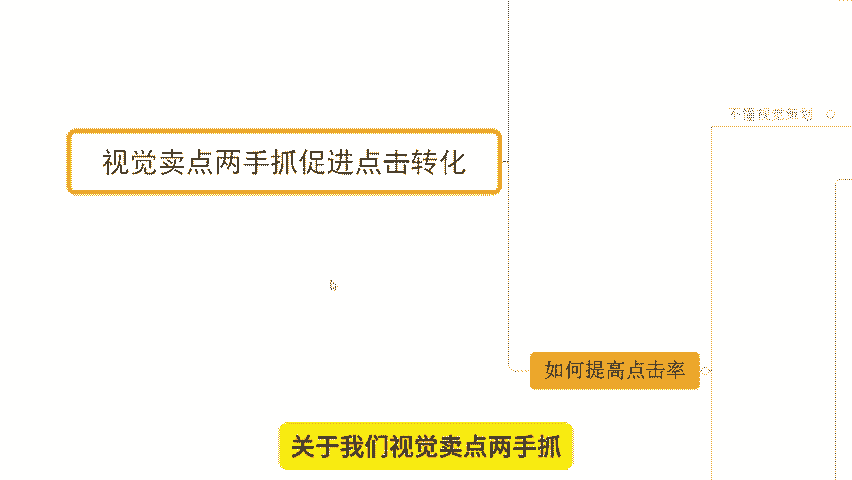 不懂视觉策划
视觉卖点两手抓促进点击转化
如何提高点击率
关于我们视觉卖点两手抓